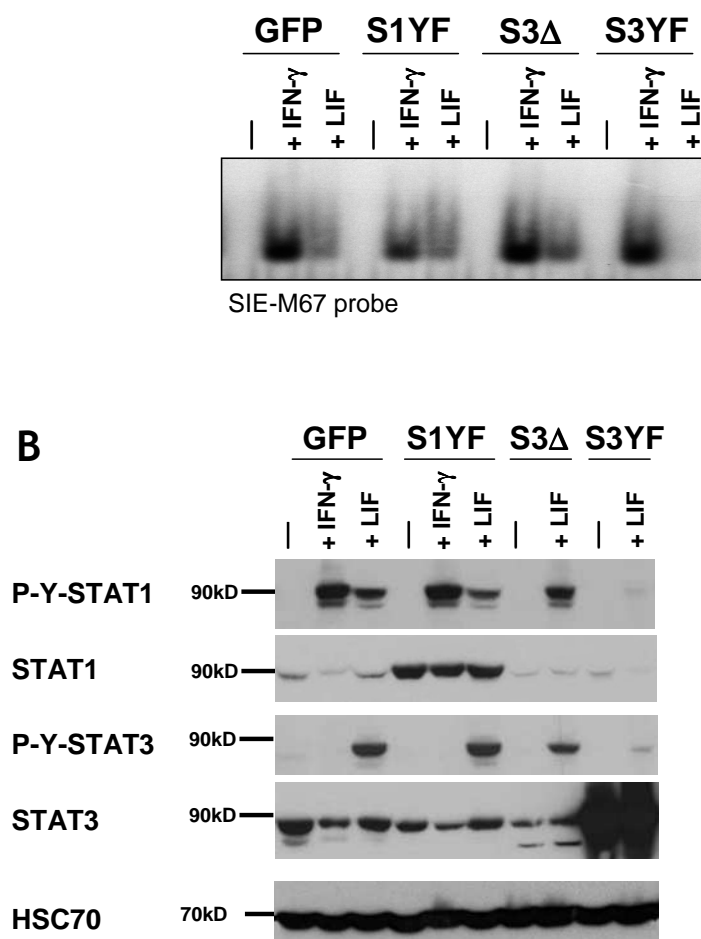 GFP S1YF S3Δ S3YF
— + IFN-γ + LIF — + IFN-γ + LIF — + IFN-γ + LIF — + IFN-γ + LIF
SIE-M67 probe
B
GFP S1YF S3Δ S3YF
— + IFN-γ + LIF — + IFN-γ + LIF — + LIF — + LIF
P-Y-STAT1 90kD
STAT1 90kD
P-Y-STAT3 90kD
STAT3 90kD
HSC70 70kD